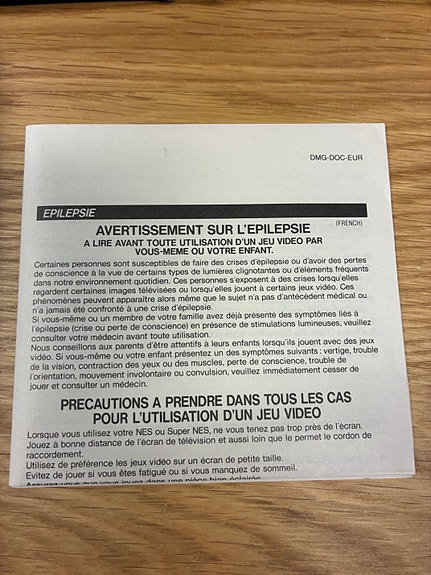 DMG-DOC-EUR
EPILEPSIE
(FRENCH)
AVERTISSEMENT SUR L'EPILEPSIE
A LIRE AVANT TOUTE UTILISATION D'UN JEU VIDEO PAR
VOUS-MEME OU VOTRE ENFANT.
Certaines personnes sont susceptibles de faire des crises d'épilepsie ou d'avoir des pertes
de conscience à la vue de certains types de lumières clignotantes ou d'éléments fréquents
dans notre environnement quotidien. Ces personnes s'exposent à des crises lorsqu'elles
regardent certaines images télévisées ou lorsqu'elles jouent à certains jeux vidéo. Ces
phénomènes peuvent apparaître alors même que le sujet n'a pas d'antécédent médical ou
n'a jamais été confronté à une crise d'épilepsie.
Si vous-même ou un membre de votre famille avez déjà présenté des symptômes liés à
l'épilepsie (crise ou perte de conscience) en présence de stimulations lumineuses, veuillez
consulter votre médecin avant toute utilisation.
Nous conseillons aux parents d'être attentifs à leurs enfants lorsqu'ils jouent avec des jeux
vidéo. Si vous-même ou votre enfant présentez un des symptômes suivants: vertige, trouble
de la vision, contraction des yeux ou des muscles, perte de conscience, trouble de
l'orientation, mouvement involontaire ou convulsion, veuillez immédiatement cesser de
jouer et consulter un médecin.
PRECAUTIONS A PRENDRE DANS TOUS LES CAS
POUR L'UTILISATION D'UN JEU VIDEO
Lorsque vous utilisez votre NES ou Super NES, ne vous tenez pas trop près de l'écran.
Jouez à bonne distance de l'écran de télévision et aussi loin que le permet le cordon de
raccordement.
Utilisez de préférence les jeux vidéo sur un écran de petite taille.
Evitez de jouer si vous êtes fatigué ou si vous manquez de sommeil.
Assurez-vous que vous jouez dans une pièce bien éclairée